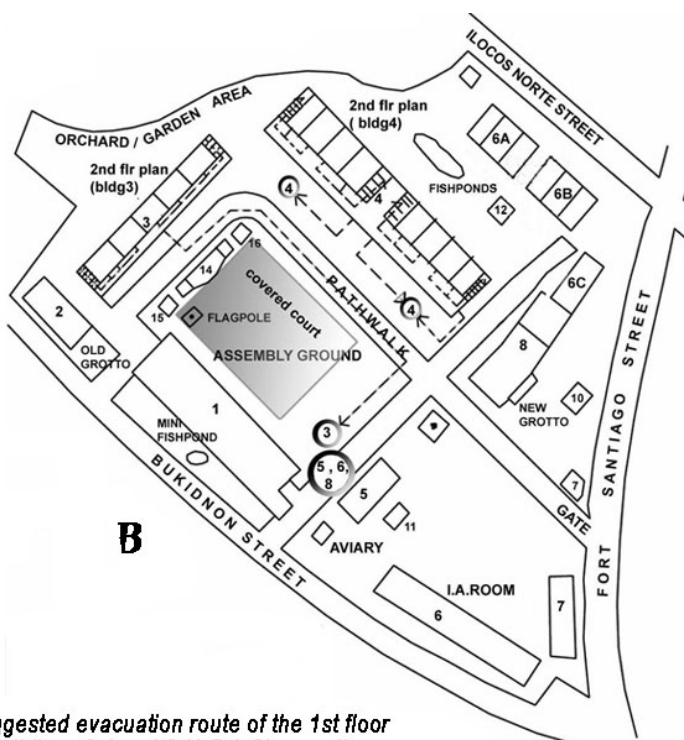 ILOCOS NORTE STREET
ORCHARD / GARDEN AREA
2nd flr plan
( bldg4)
6A
FISHPONDS
6B
12
2nd flr plan
(bldg3)
3
4
4
16
14
15
covered court
PATHWALK
FLAGPOLE
ASSEMBLY GROUND
4
2
OLD
GROTTO
6C
8
NEW
GROTTO
10
7
GATE
FORT SANTIAGO STREET
1
MINI
FISHPOND
3
5 , 6,
8
5
11
AVIARY
I.A.ROOM
6
7
BUKIDNON STREET
B
ggested evacuation route of the 1st floor